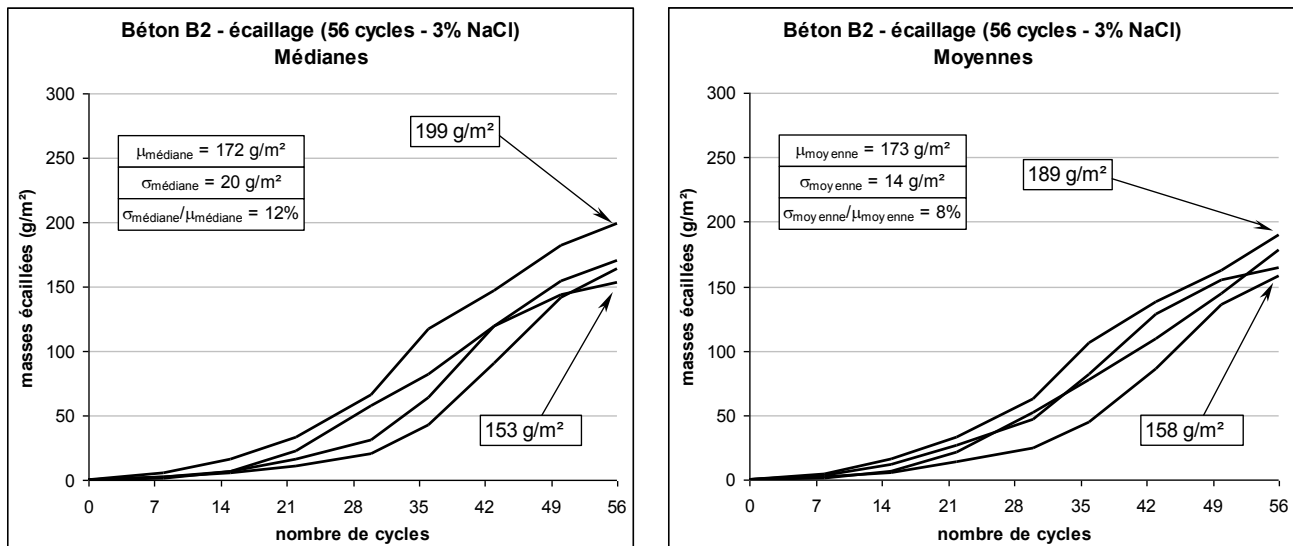 Béton B2 - écaillage (56 cycles - 3% NaCl)
Médianes
masses écaillées (g/m²)
300
250
200
150
100
50
0
µmédiane = 172 g/m²
σmédiane = 20 g/m²
σmédiane/µmédiane = 12%
199 g/m²
153 g/m²
0 7 14 21 28 35 42 49 56
nombre de cycles
Béton B2 - écaillage (56 cycles - 3% NaCl)
Moyennes
masses écaillées (g/m²)
300
250
200
150
100
50
0
µmoyenne = 173 g/m²
σmoyenne = 14 g/m²
σmoyenne/µmoyenne = 8%
189 g/m²
158 g/m²
0 7 14 21 28 35 42 49 56
nombre de cycles